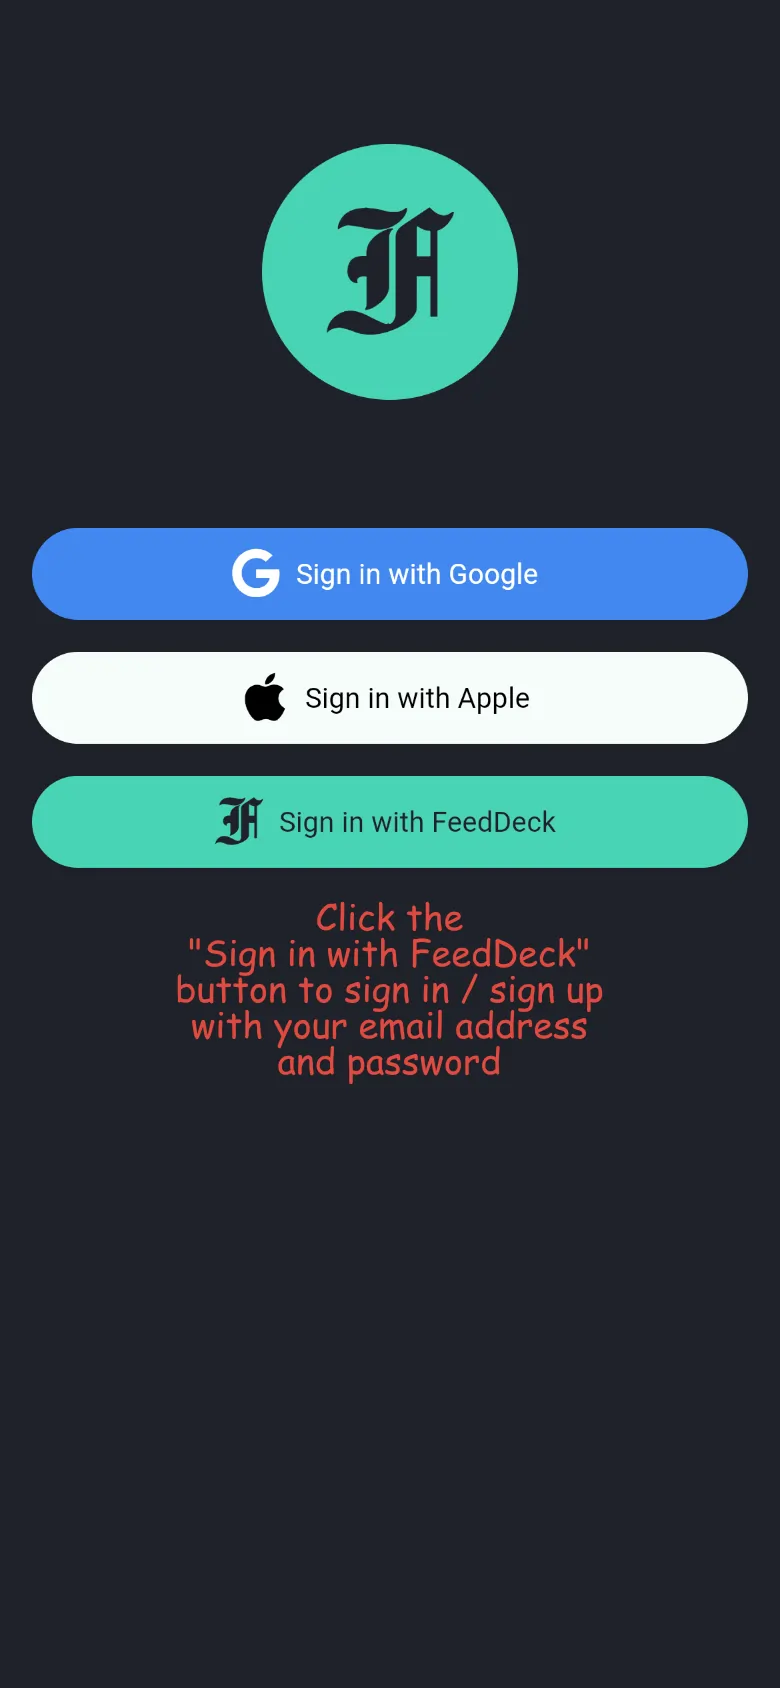 Sign in with Google
Sign in with Apple
Sign in with FeedDeck
Click the
"Sign in with FeedDeck"
button to sign in / sign up
with your email address
and password